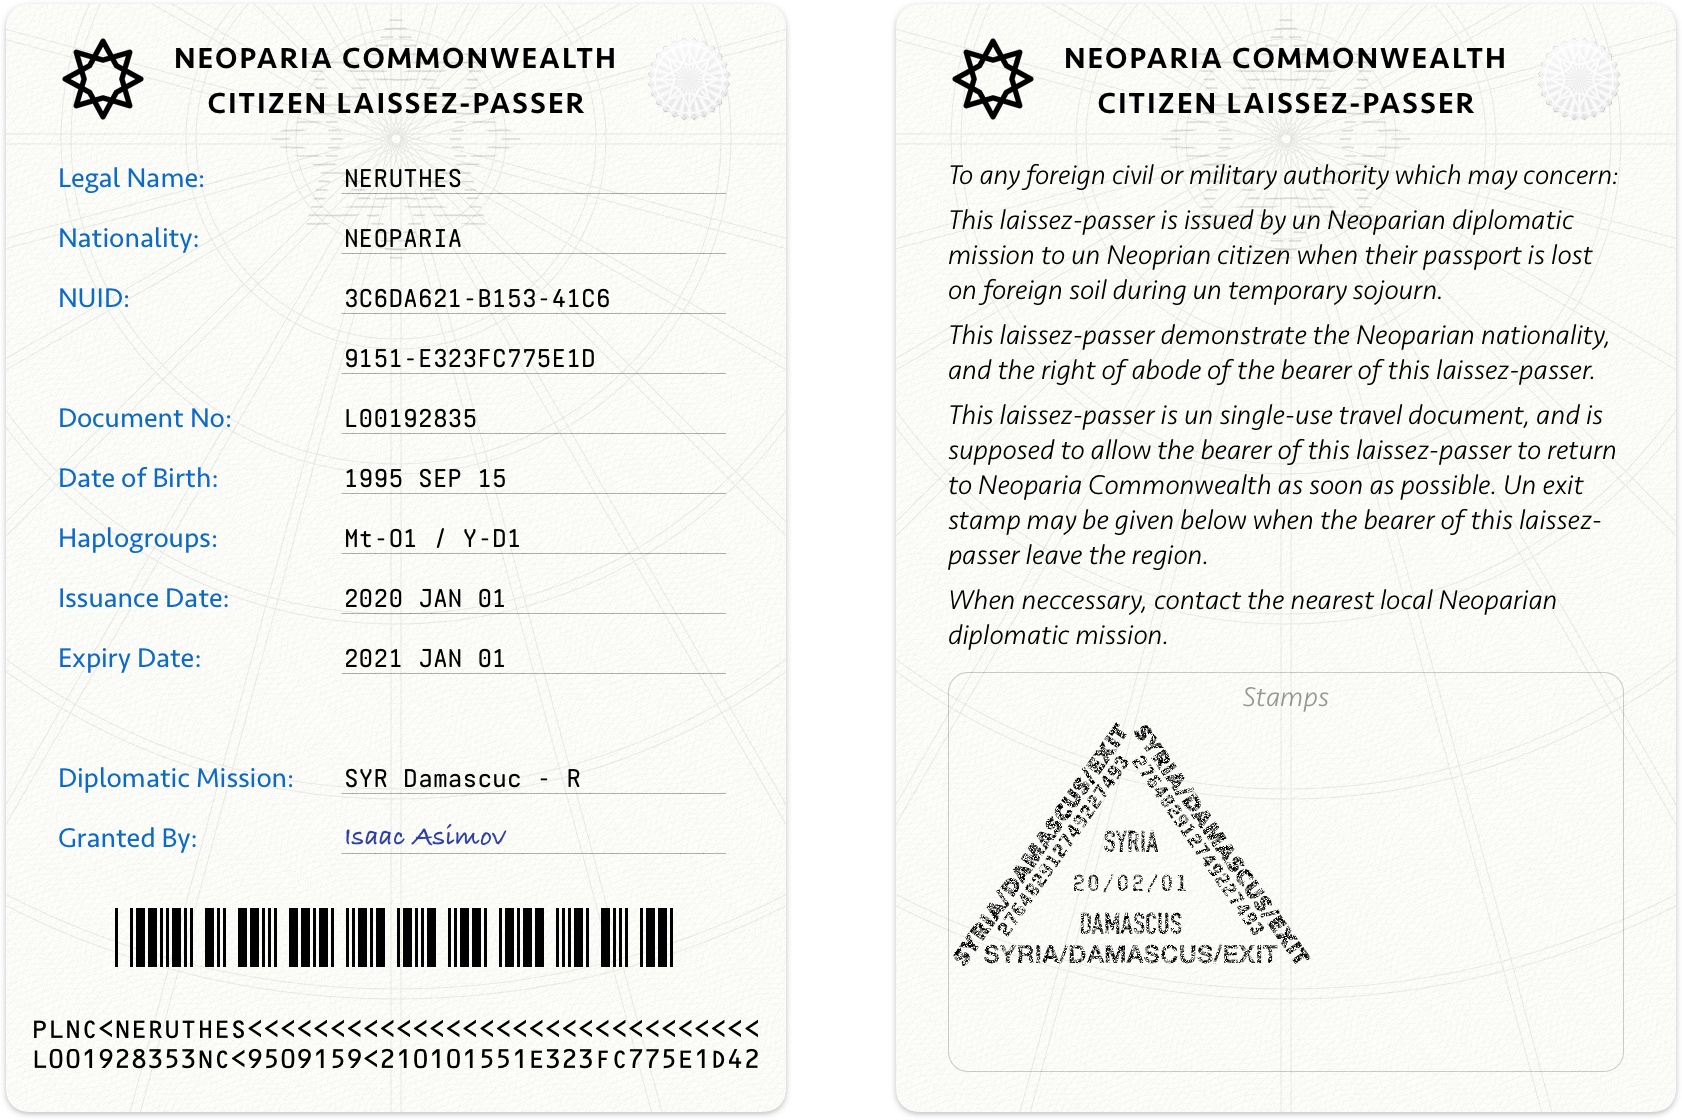 NEOPARIA COMMONWEALTH
CITIZEN LAISSEZ-PASSER
Legal Name: NERUTHES
Nationality: NEOPARIA
NUID: 3C6DA621-B153-41C6
9151-E323FC775E1D
Document No: L00192835
Date of Birth: 1995 SEP 15
Haplogroups: Mt-O1 / Y-D1
Issuance Date: 2020 JAN 01
Expiry Date: 2021 JAN 01
Diplomatic Mission: SYR Damascuc - R
Granted By: Isaac Asimov
PLNC<NERUTHES<<<<<<<<<<<<<<<<<<<<<<<<<<<<<<<
L001928353NC<9509159<210101551E323FC775E1D42
NEOPARIA COMMONWEALTH
CITIZEN LAISSEZ-PASSER
To any foreign civil or military authority which may concern:
This laissez-passer is issued by un Neoparian diplomatic
mission to un Neoprian citizen when their passport is lost
on foreign soil during un temporary sojourn.
This laissez-passer demonstrate the Neoparian nationality,
and the right of abode of the bearer of this laissez-passer.
This laissez-passer is un single-use travel document, and is
supposed to allow the bearer of this laissez-passer to return
to Neoparia Commonwealth as soon as possible. Un exit
stamp may be given below when the bearer of this laissez-
passer leave the region.
When neccessary, contact the nearest local Neoparian
diplomatic mission.
Stamps
SYRIA/DAMASCUS/EXIT
276482912749227493
SYRIA/DAMASCUS/EXIT
276482912749227493
SYRIA
20/02/01
DAMASCUS
SYRIA/DAMASCUS/EXIT